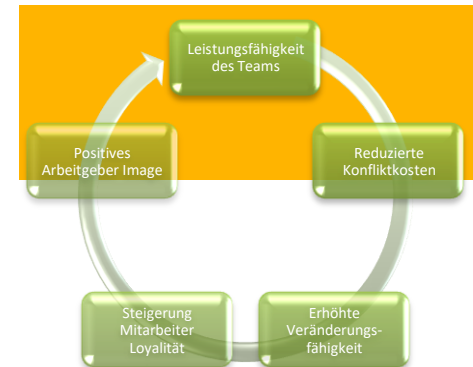 Leistungsfähigkeit
des Teams
Reduzierte
Konfliktkosten
Erhöhte
Veränderungs-
fähigkeit
Steigerung
Mitarbeiter
Loyalität
Positives
Arbeitgeber Image